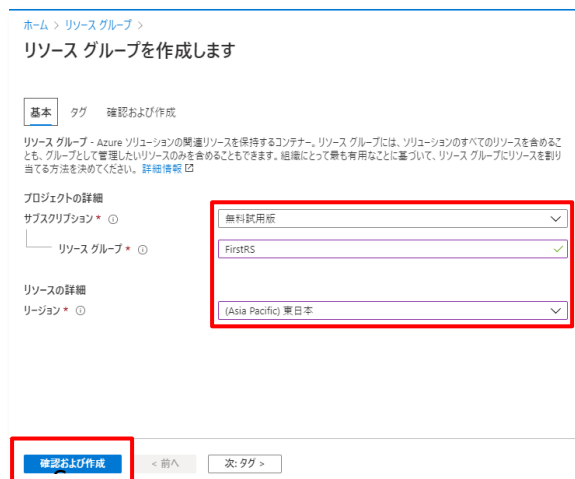 ホーム > リソース グループ >
リソース グループを作成します
基本 タグ 確認および作成
リソース グループ - Azure ソリューションの関連リソースを保持するコンテナー。リソース グループには、ソリューションのすべてのリソースを含めるこ
とも、グループとして管理したいリソースのみを含めることもできます。組織にとって最も有用なことに基づいて、リソース グループにリソースを割り
当てる方法を決めてください。 詳細情報
プロジェクトの詳細
サブスクリプション * 無料試用版
リソース グループ * FirstRS
リソースの詳細
リージョン * (Asia Pacific) 東日本
確認および作成 < 前へ 次: タグ >